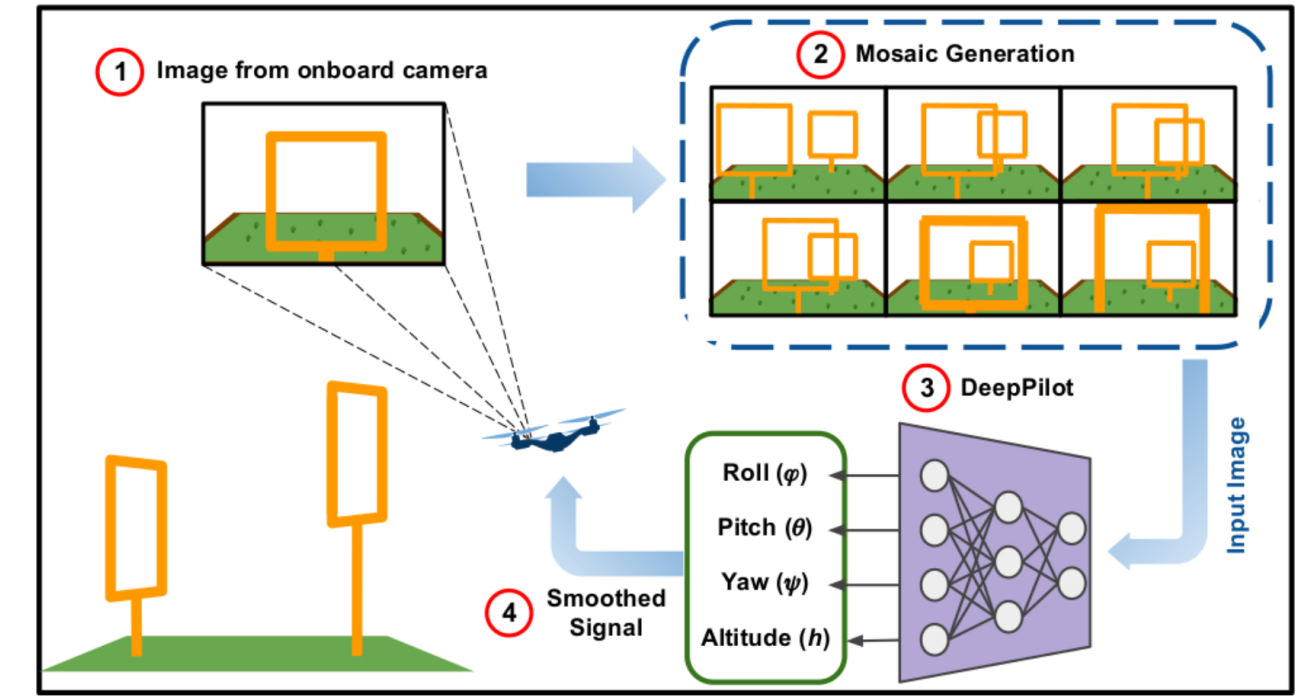 1 Image from onboard camera
2 Mosaic Generation
3 DeepPilot
Input Image
Roll (φ)
Pitch (θ)
Yaw (ψ)
Altitude (h)
4 Smoothed
Signal